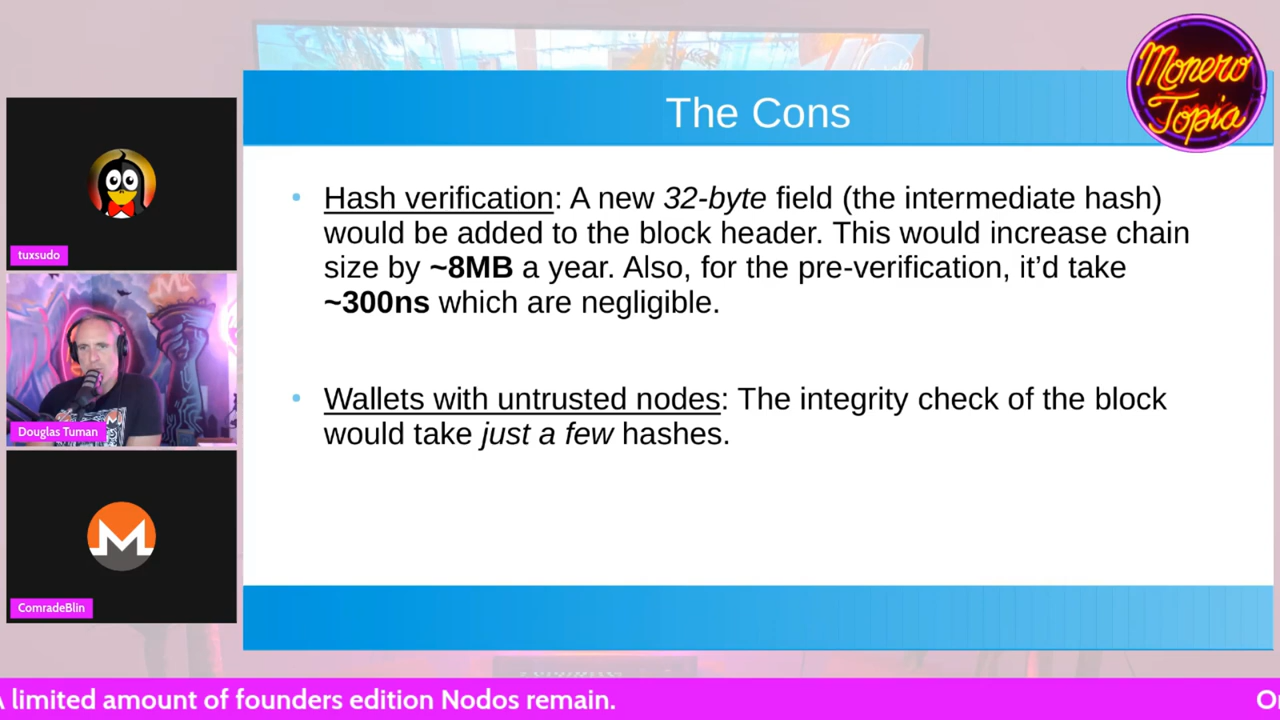 The Cons
Monero
Topia
• Hash verification: A new 32-byte field (the intermediate hash)
would be added to the block header. This would increase chain
size by ~8MB a year. Also, for the pre-verification, it’d take
~300ns which are negligible.
• Wallets with untrusted nodes: The integrity check of the block
would take just a few hashes.
tuxsudo
Douglas Tuman
ComradeBlin
A limited amount of founders edition Nodos remain.